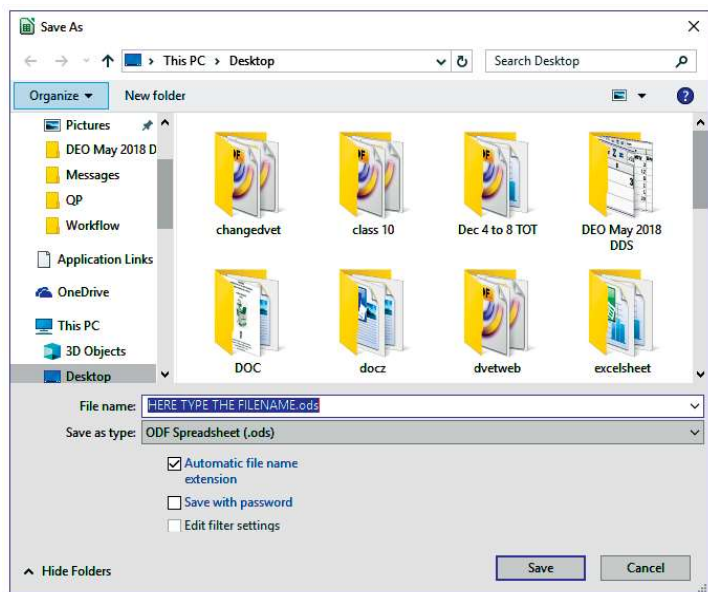 Save As
This PC > Desktop
Search Desktop
Organize
New folder
?
Pictures
DEO May 2018 D
Messages
QP
Workflow
Application Links
OneDrive
This PC
3D Objects
Desktop
changedvet
class 10
Dec 4 to 8 TOT
DEO May 2018
DDS
DOC
docz
dvetweb
excelsheet
File name: HERE TYPE THE FILENAME.ods
Save as type: ODF Spreadsheet (.ods)
Automatic file name
extension
Save with password
Edit filter settings
Hide Folders
Save
Cancel